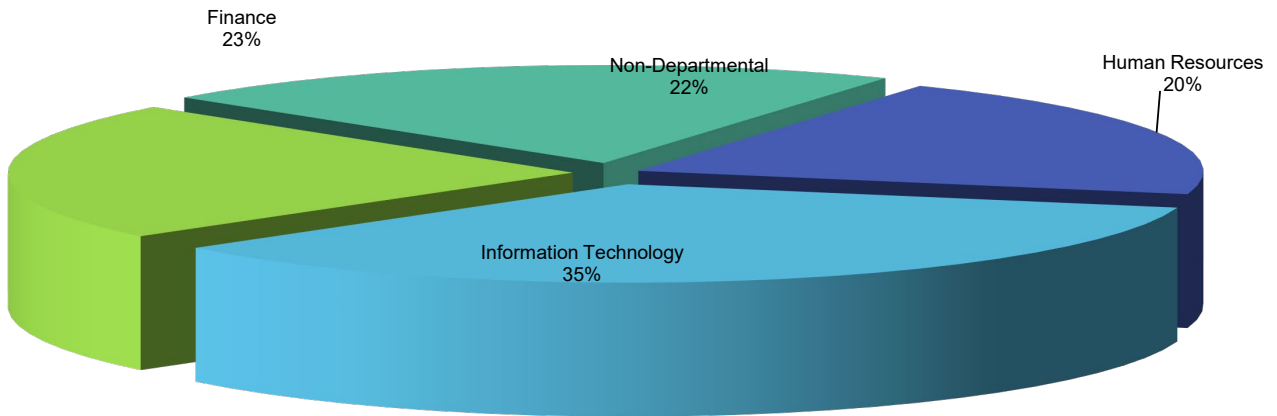 Finance
23%
Non-Departmental
22%
Human Resources
20%
Information Technology
35%